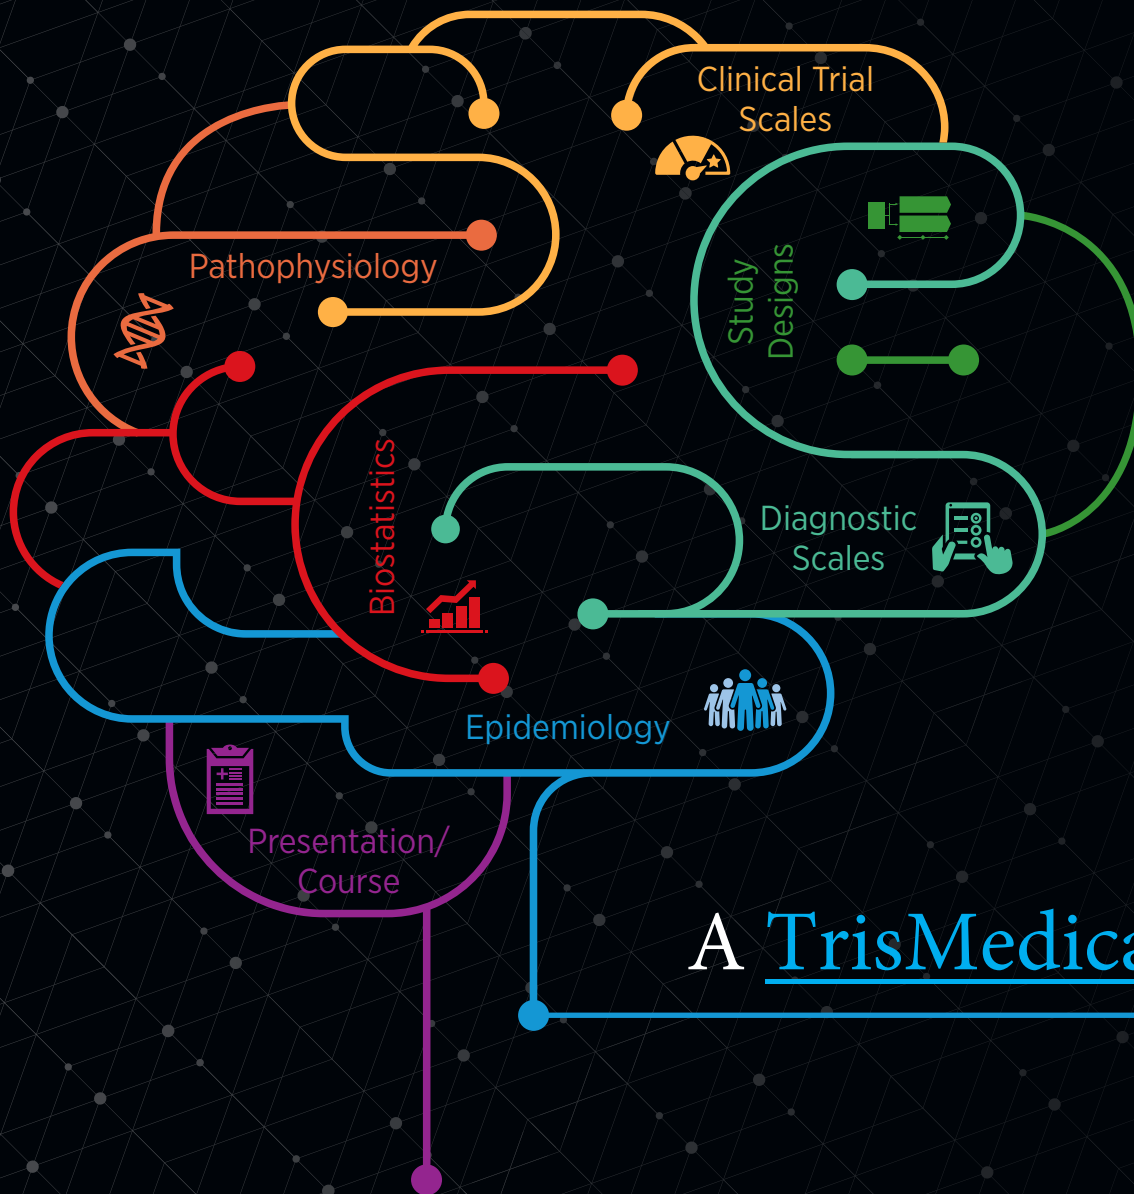 Clinical Trial
Scales
Pathophysiology
Study
Designs
Biostatistics
Diagnostic
Scales
Epidemiology
Presentation/
Course
A TrisMedica